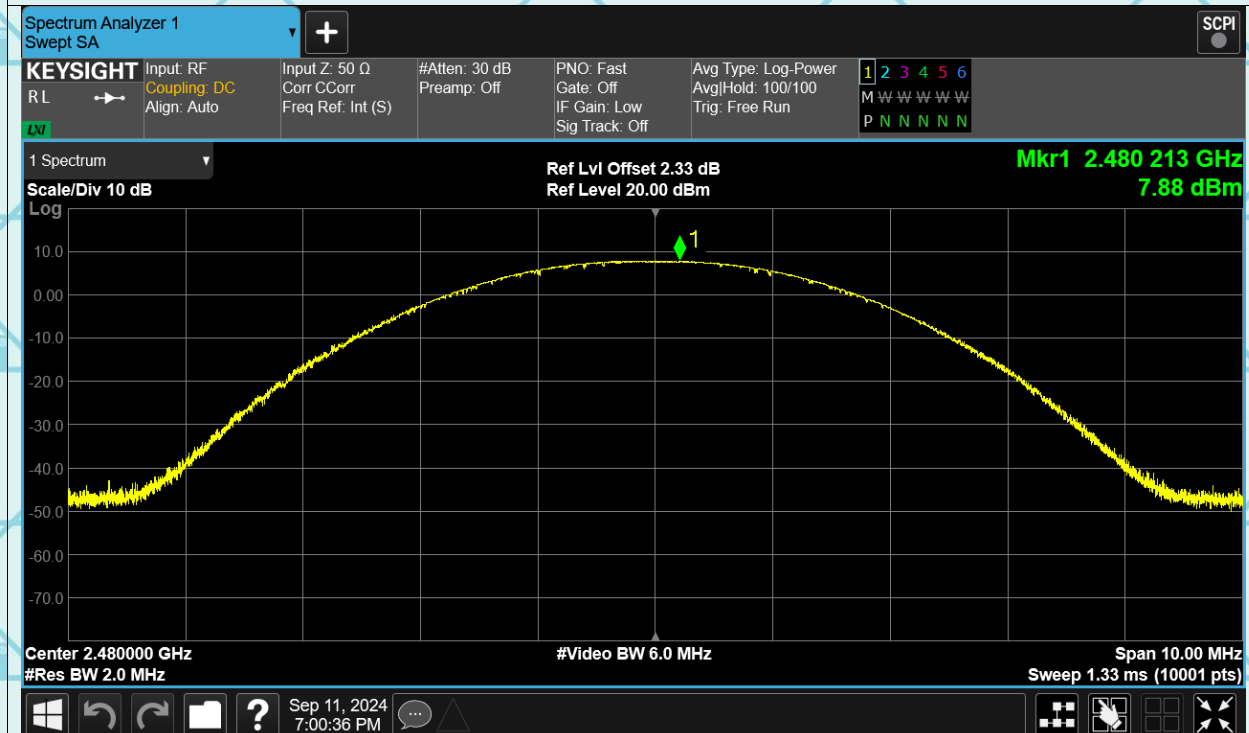 Spectrum Analyzer 1
Swept SA
+
SCPI
KEYSIGHT
RL
LXI
Input: RF
Coupling: DC
Align: Auto
Input Z: 50 Ω
Corr CCorr
Freq Ref: Int (S)
#Atten: 30 dB
Preamp: Off
PNO: Fast
Gate: Off
IF Gain: Low
Sig Track: Off
Avg Type: Log-Power
Avg|Hold: 100/100
Trig: Free Run
1 2 3 4 5 6
M W W W W W
P N N N N N N
1 Spectrum
Scale/Div 10 dB
Log
Ref Lvl Offset 2.33 dB
Ref Level 20.00 dBm
Mkr1 2.480 213 GHz
7.88 dBm
1
10.0
0.00
-10.0
-20.0
-30.0
-40.0
-50.0
-60.0
-70.0
Center 2.480000 GHz
#Res BW 2.0 MHz
#Video BW 6.0 MHz
Span 10.00 MHz
Sweep 1.33 ms (10001 pts)
?
Sep 11, 2024
7:00:36 PM